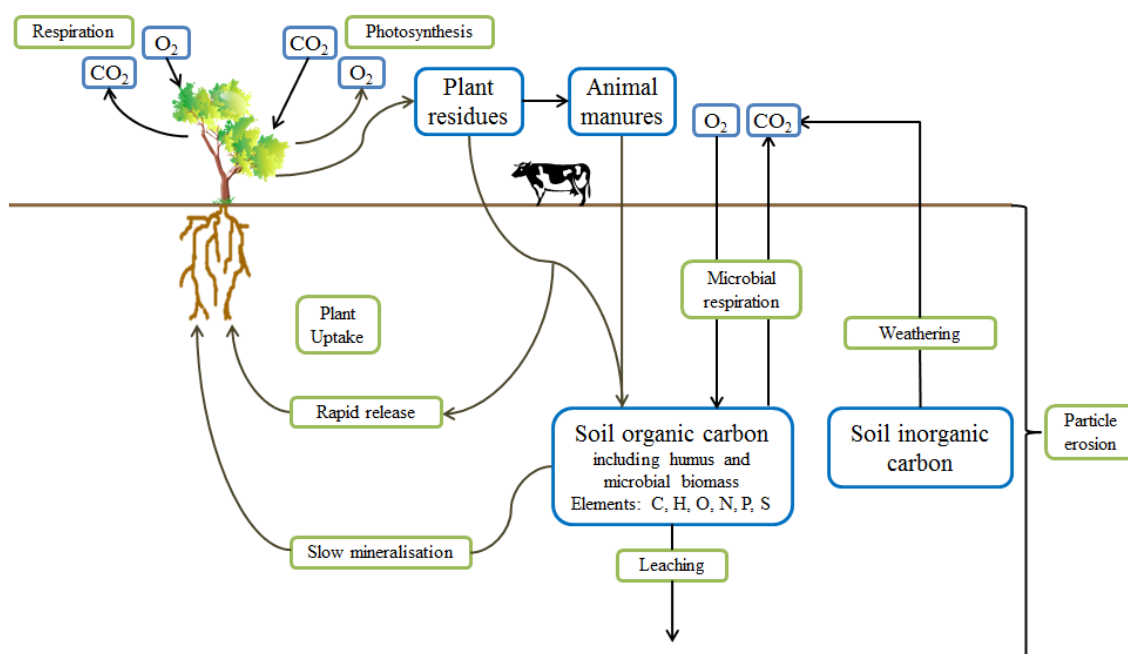 Respiration
O₂
CO₂
CO₂
Photosynthesis
O₂
Plant
residues
Animal
manures
O₂
CO₂
Microbial
respiration
Plant
Uptake
Weathering
Rapid release
Soil organic carbon
including humus and
microbial biomass
Elements: C, H, O, N, P, S
Soil inorganic
carbon
Particle
erosion
Slow mineralisation
Leaching